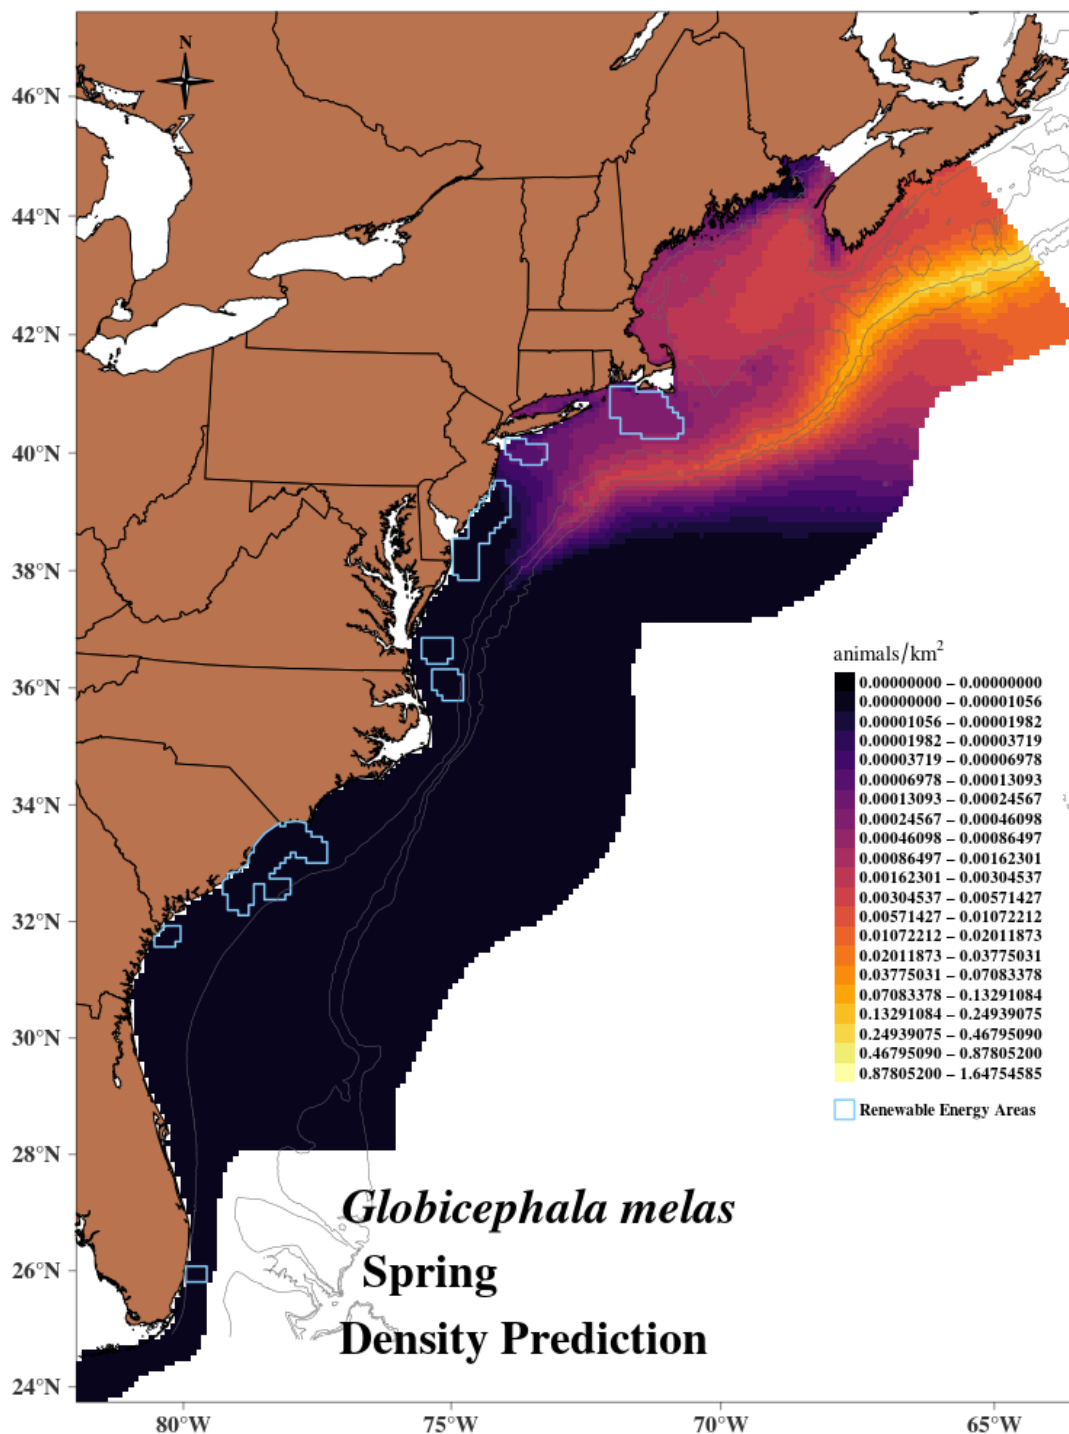 N
46°N
44°N
42°N
40°N
38°N
36°N
34°N
32°N
30°N
28°N
26°N
24°N
80°W
75°W
70°W
65°W
animals/km²
0.00000000 – 0.00000000
0.00000000 – 0.00001056
0.00001056 – 0.00001982
0.00001982 – 0.00003719
0.00003719 – 0.00006978
0.00006978 – 0.00013093
0.00013093 – 0.00024567
0.00024567 – 0.00046098
0.00046098 – 0.00086497
0.00086497 – 0.00162301
0.00162301 – 0.00304537
0.00304537 – 0.00571427
0.00571427 – 0.01072212
0.01072212 – 0.02011873
0.02011873 – 0.03775031
0.03775031 – 0.07083378
0.07083378 – 0.13291084
0.13291084 – 0.24939075
0.24939075 – 0.46795090
0.46795090 – 0.87805200
0.87805200 – 1.64754585
Renewable Energy Areas
Globicephala melas
Spring
Density Prediction